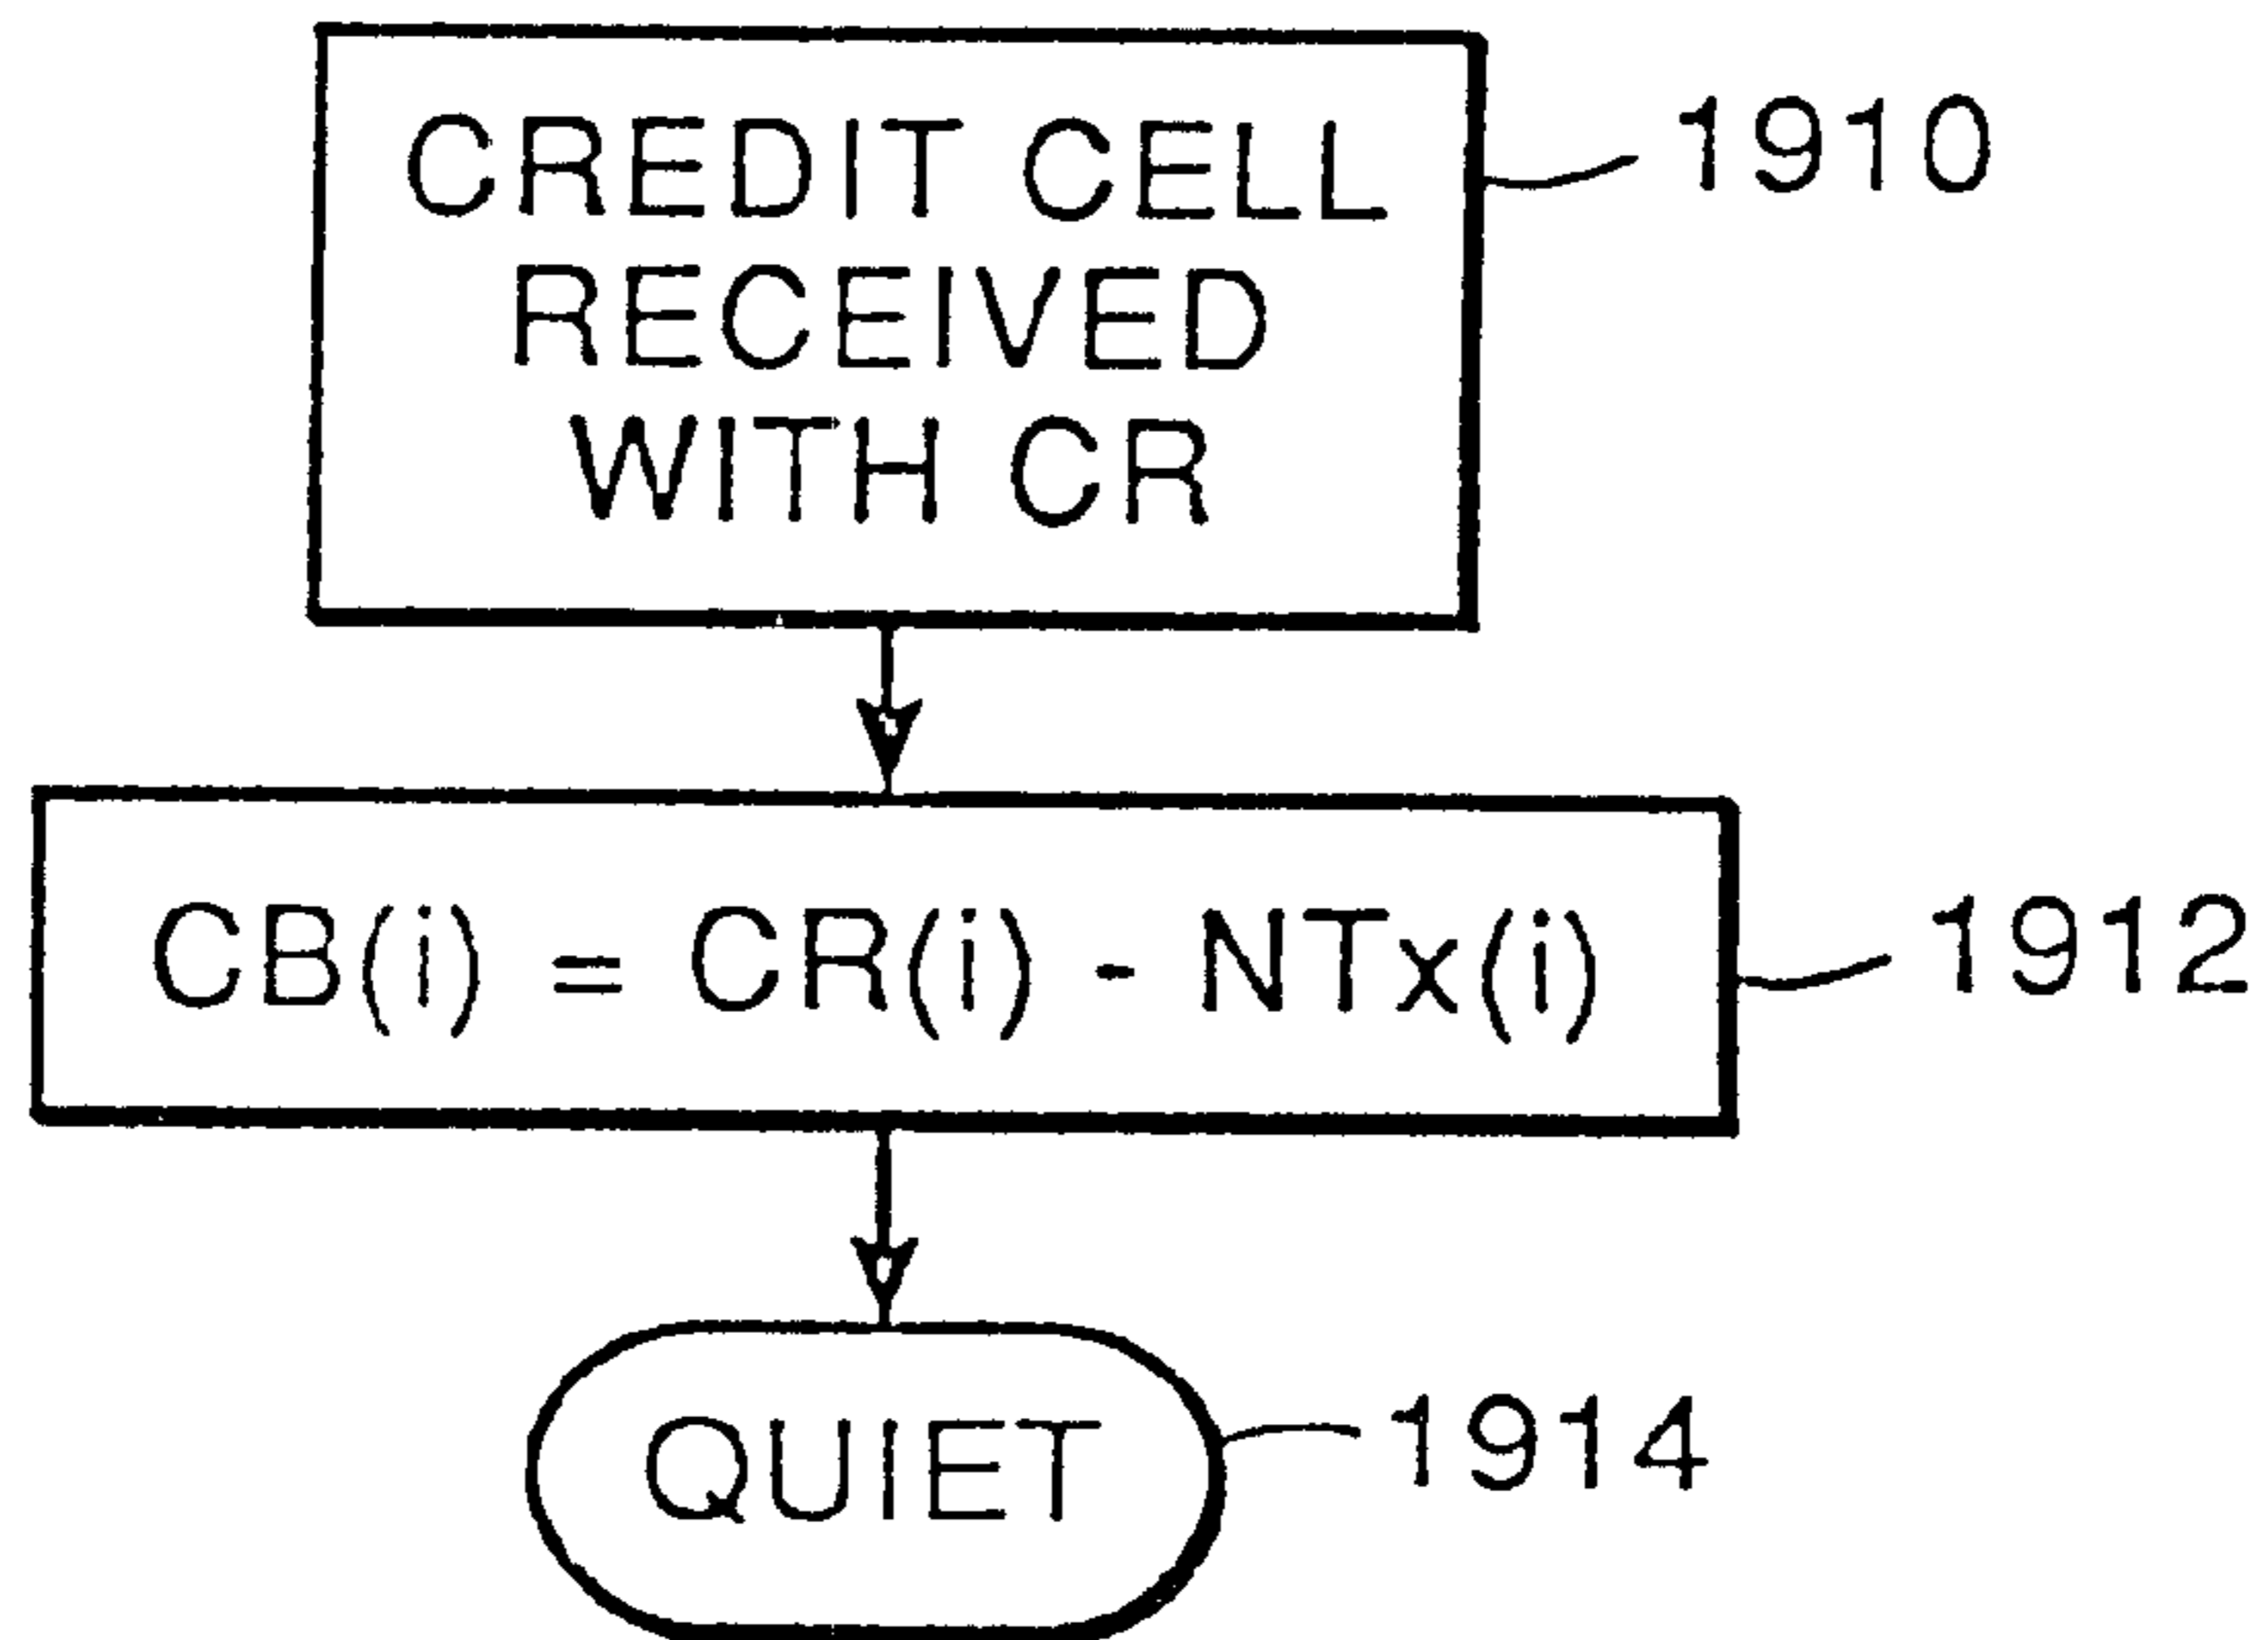 CREDIT CELL 1910
RECEIVED
WITH CR
CB(i) = CR(i) - NTx(i) 1912
QUIET 1914